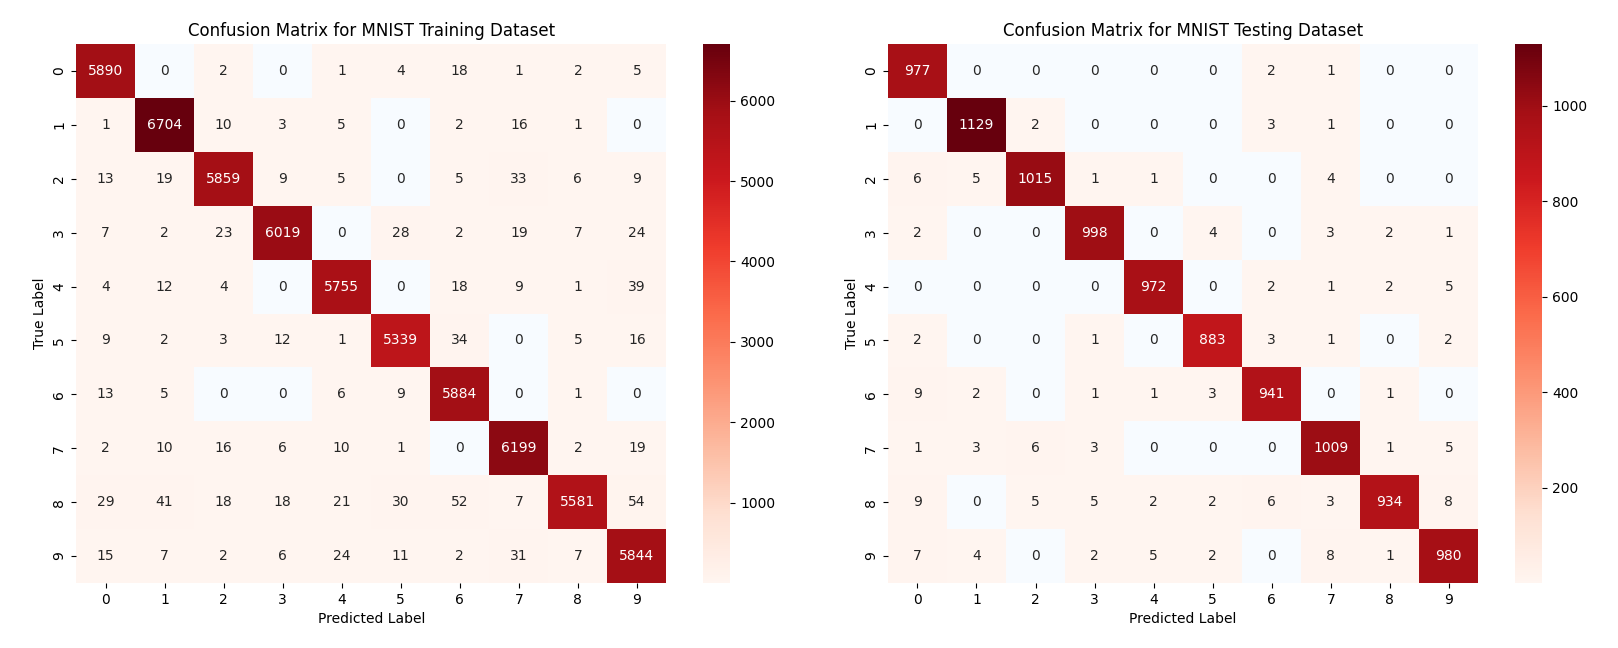 Confusion Matrix for MNIST Training Dataset
0 5890 0 2 0 1 4 18 1 2 5
1 1 6704 10 3 5 0 2 16 1 0
2 13 19 5859 9 5 0 5 33 6 9
3 7 2 23 6019 0 28 2 19 7 24
4 4 12 4 0 5755 0 18 9 1 39
5 9 2 3 12 1 5339 34 0 5 16
6 13 5 0 0 6 9 5884 0 1 0
7 2 10 16 6 10 1 0 6199 2 19
8 29 41 18 18 21 30 52 7 5581 54
9 15 7 2 6 24 11 2 31 7 5844
0 1 2 3 4 5 6 7 8 9
True Label
Predicted Label
6000
5000
4000
3000
2000
1000
Confusion Matrix for MNIST Testing Dataset
0 977 0 0 0 0 0 2 1 0 0
1 0 1129 2 0 0 0 3 1 0 0
2 6 5 1015 1 1 0 0 4 0 0
3 2 0 0 998 0 4 0 3 2 1
4 0 0 0 0 972 0 2 1 2 5
5 2 0 0 1 0 883 3 1 0 2
6 9 2 0 1 1 3 941 0 1 0
7 1 3 6 3 0 0 0 1009 1 5
8 9 0 5 5 2 2 6 3 934 8
9 7 4 0 2 5 2 0 8 1 980
0 1 2 3 4 5 6 7 8 9
True Label
Predicted Label
1000
800
600
400
200